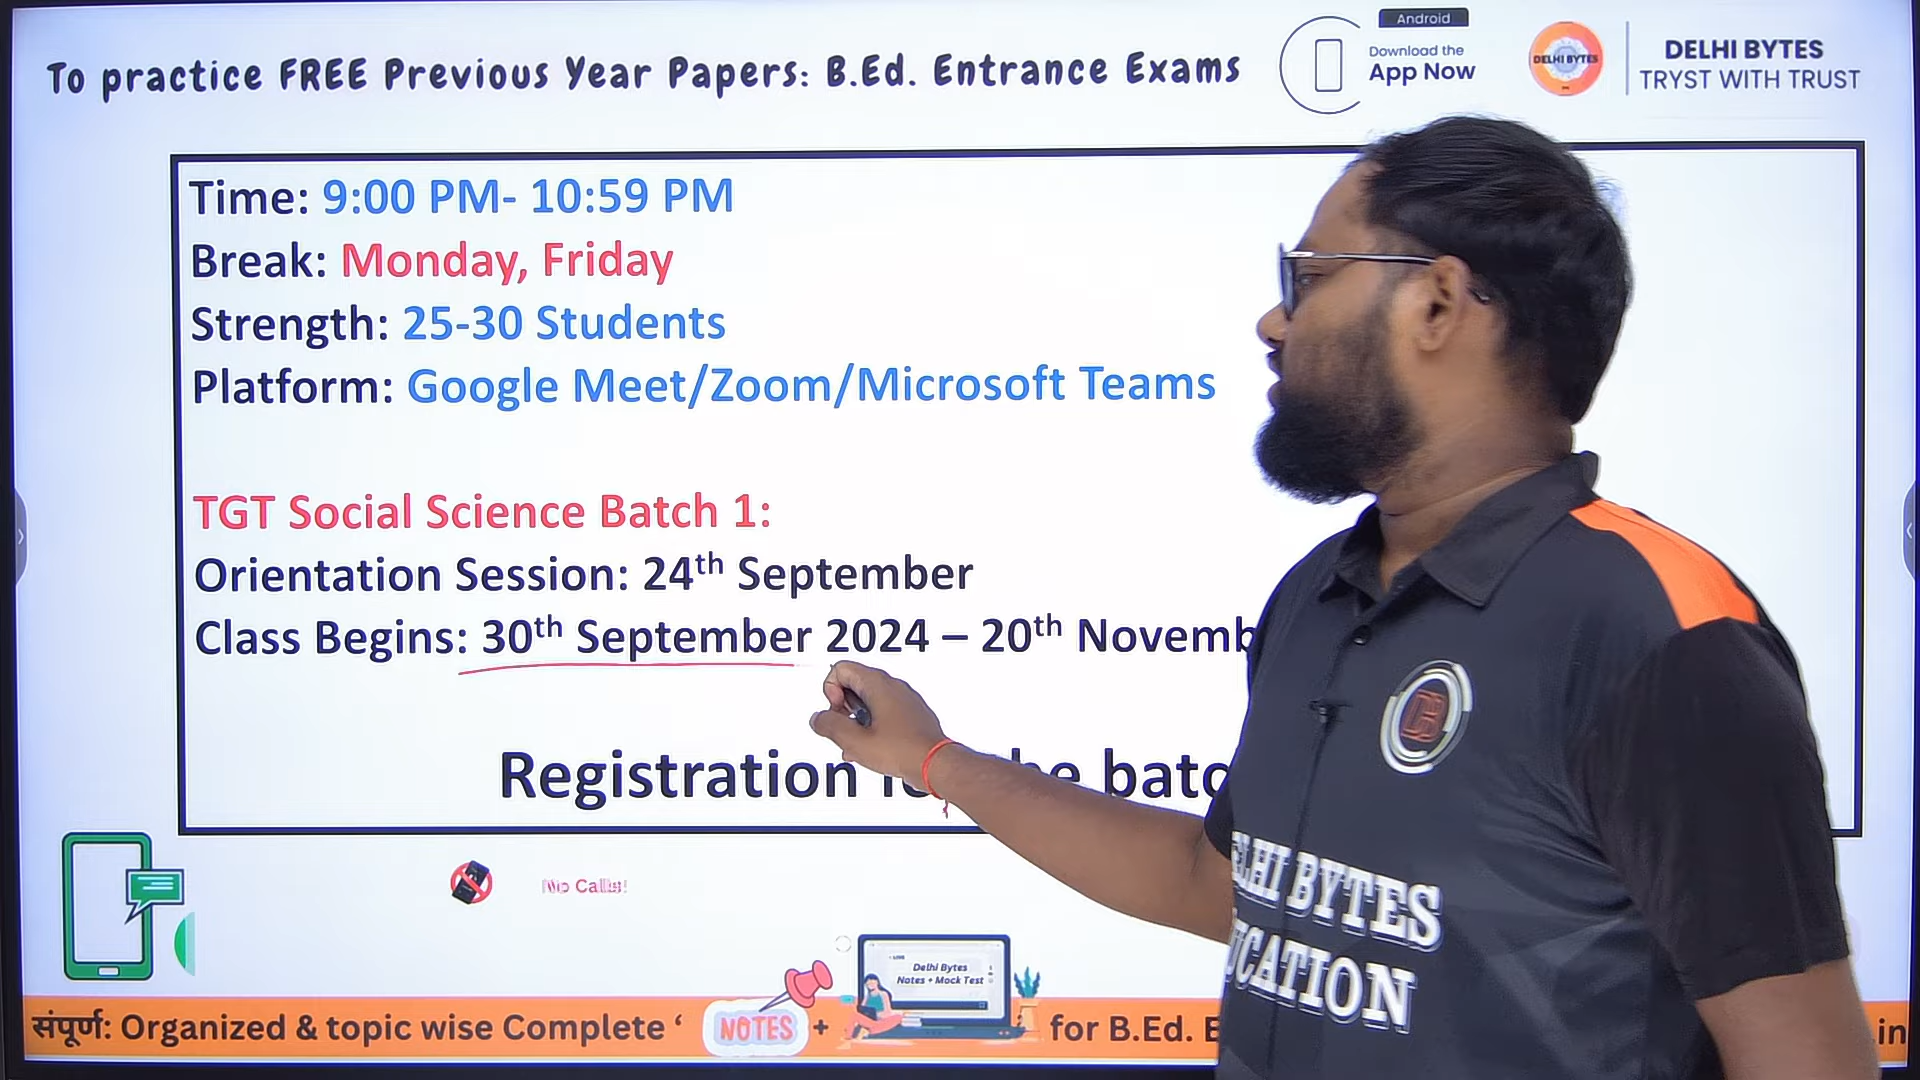 To practice FREE Previous Year Papers: B.Ed. Entrance Exams
Android
Download the
App Now
DELHI BYTES
DELHI BYTES
TRYST WITH TRUST
Time: 9:00 PM- 10:59 PM
Break: Monday, Friday
Strength: 25-30 Students
Platform: Google Meet/Zoom/Microsoft Teams
TGT Social Science Batch 1:
Orientation Session: 24th September
Class Begins: 30th September 2024 – 20th Novemb
Registration
No Calls!
Delhi Bytes
Notes + Mock Test
संपूर्ण: Organized & topic wise Complete ‘ NOTES + for B.Ed.
.in
DB
BYTES